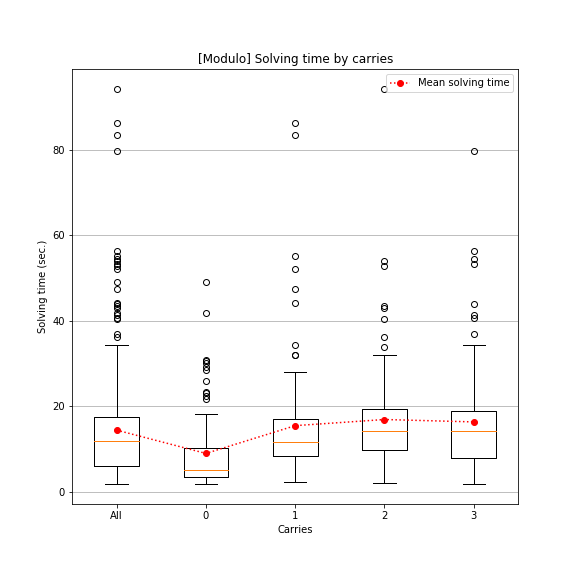 [Modulo] Solving time by carries
Mean solving time
80
60
40
20
0
Solving time (sec.)
All 0 1 2 3
Carries